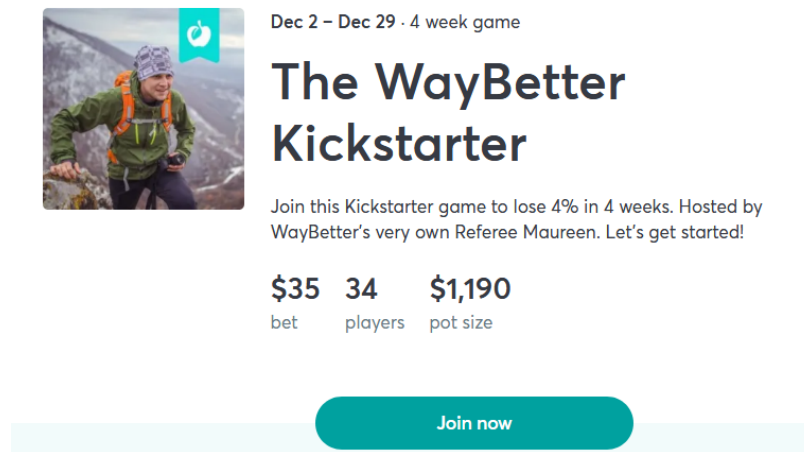 Dec 2 – Dec 29 · 4 week game
The WayBetter
Kickstarter
Join this Kickstarter game to lose 4% in 4 weeks. Hosted by
WayBetter's very own Referee Maureen. Let's get started!
$35 34 $1,190
bet players pot size
Join now